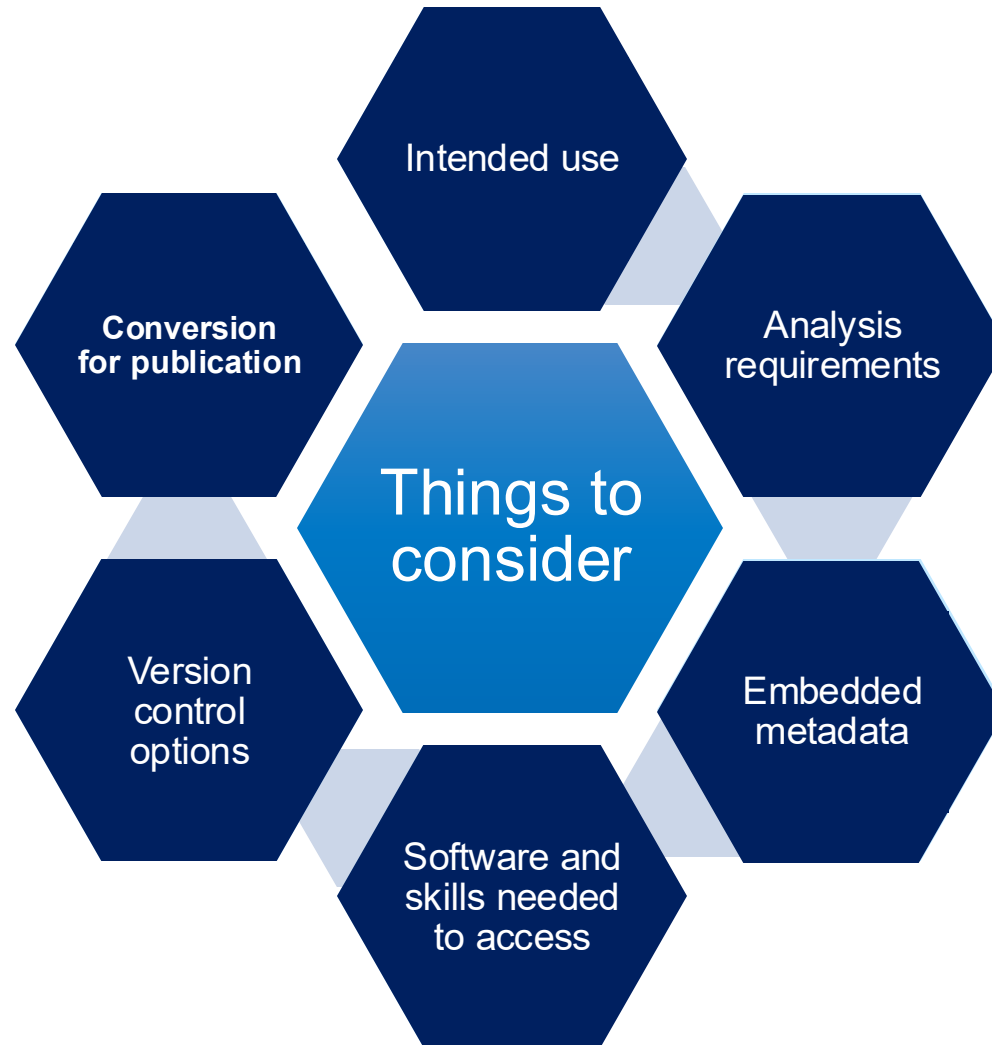 Intended use
Analysis
requirements
Embedded
metadata
Software and
skills needed
to access
Version
control
options
Conversion
for publication
Things to
consider